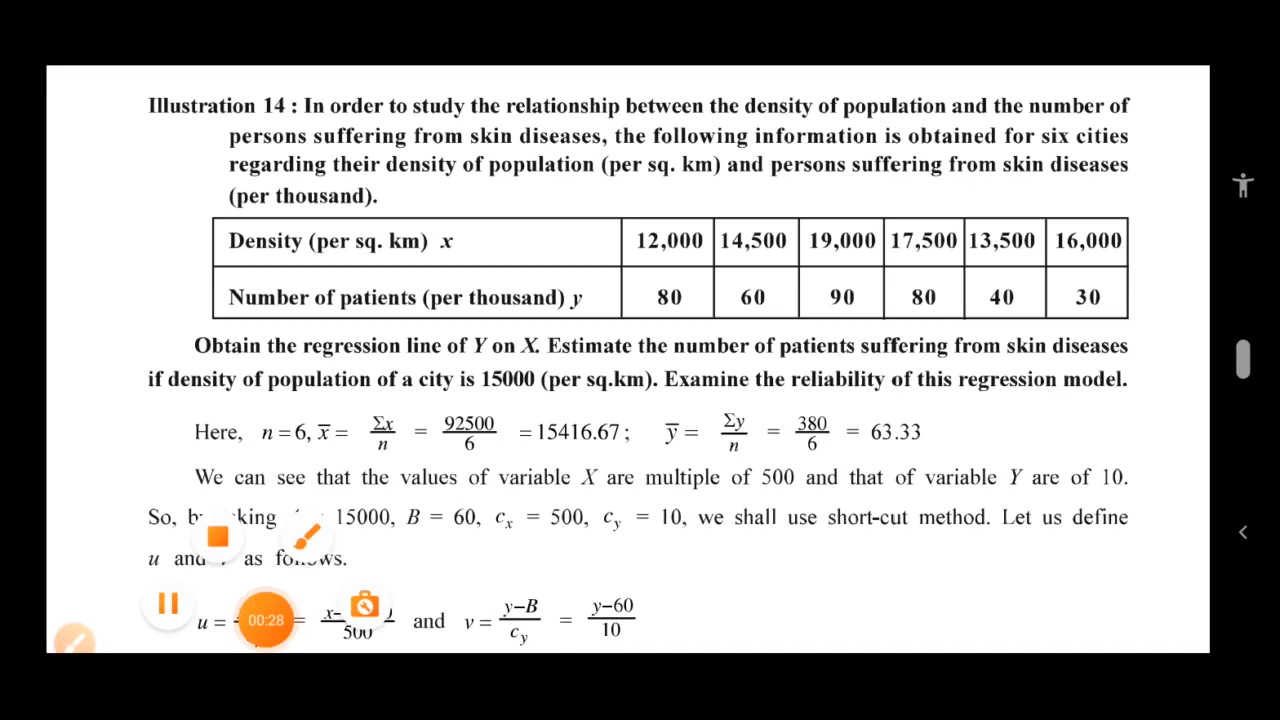 Illustration 14 : In order to study the relationship between the density of population and the number of
persons suffering from skin diseases, the following information is obtained for six cities
regarding their density of population (per sq. km) and persons suffering from skin diseases
(per thousand).
Density (per sq. km) x 12,000 14,500 19,000 17,500 13,500 16,000
Number of patients (per thousand) y 80 60 90 80 40 30
Obtain the regression line of Y on X. Estimate the number of patients suffering from skin diseases
if density of population of a city is 15000 (per sq.km). Examine the reliability of this regression model.
Here, n = 6, x̅ = Σx/n = 92500/6 = 15416.67 ; y̅ = Σy/n = 380/6 = 63.33
We can see that the values of variable X are multiple of 500 and that of variable Y are of 10.
So, 15000, B = 60, cx = 500, cy = 10, we shall use short-cut method. Let us define
u and as
u = = x– /500 and v = y–B/cy = y–60/10
00:28